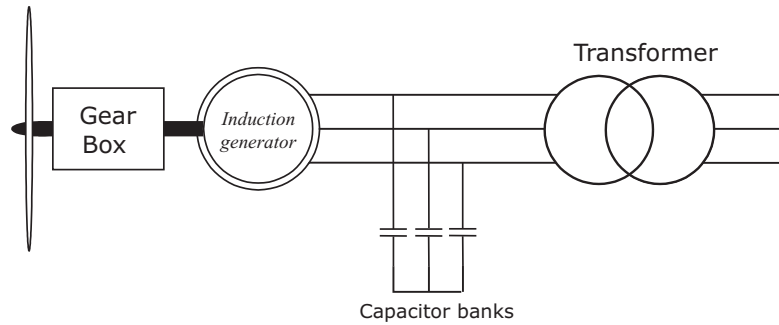 Transformer
Gear
Box
Induction
generator
Capacitor banks